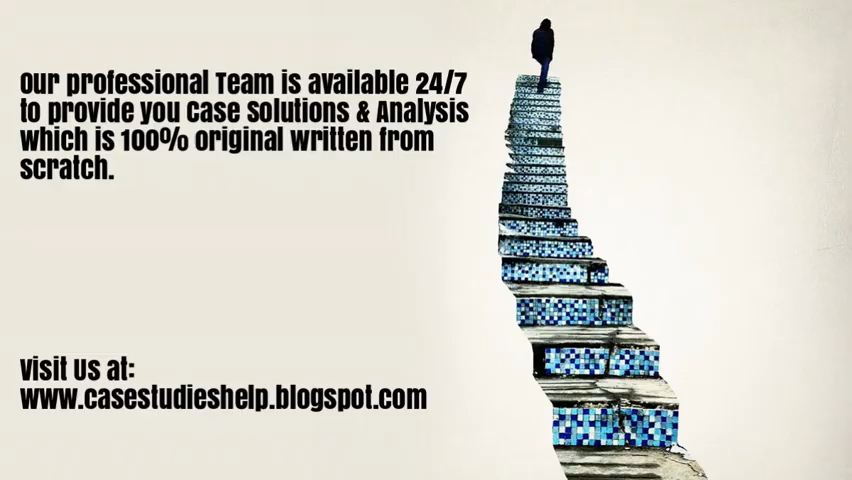 Our professional Team is available 24/7
to provide you Case Solutions & Analysis
which is 100% original written from
scratch.
Visit Us at:
www.casestudieshelp.blogspot.com